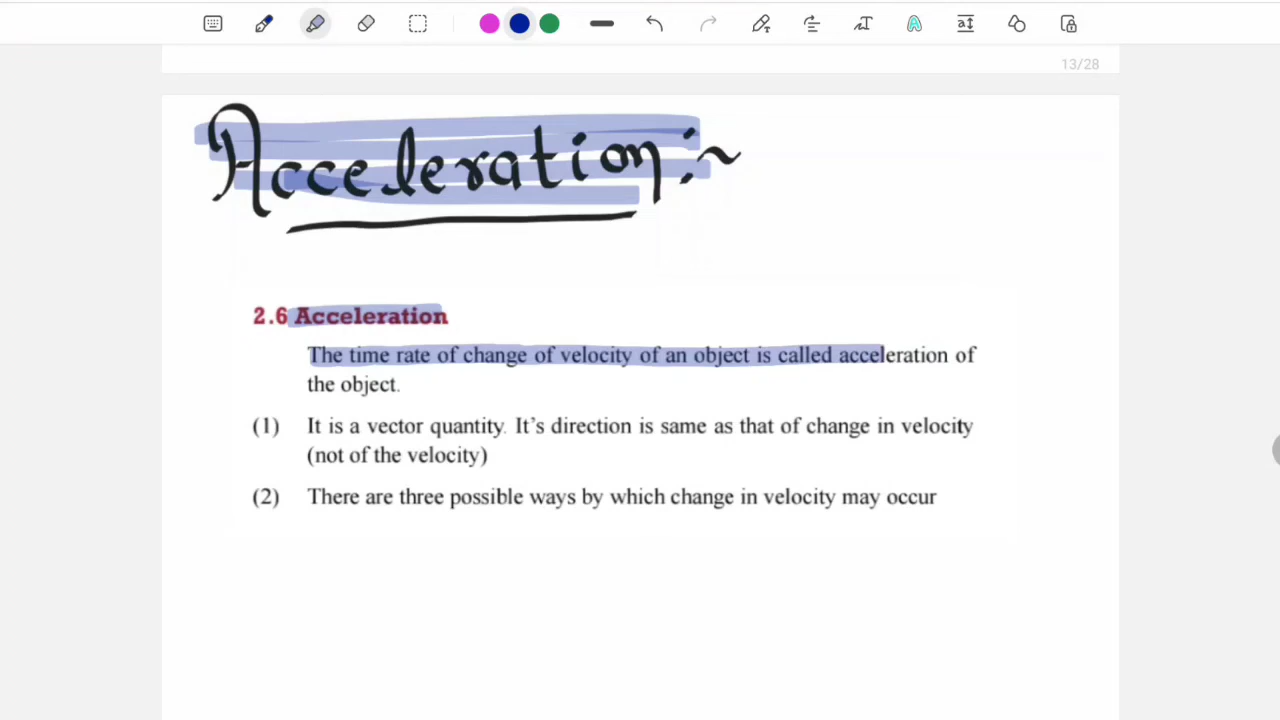 13/28
Acceleration:~
2.6 Acceleration
The time rate of change of velocity of an object is called acceleration of
the object.
(1) It is a vector quantity. It's direction is same as that of change in velocity
(not of the velocity)
(2) There are three possible ways by which change in velocity may occur